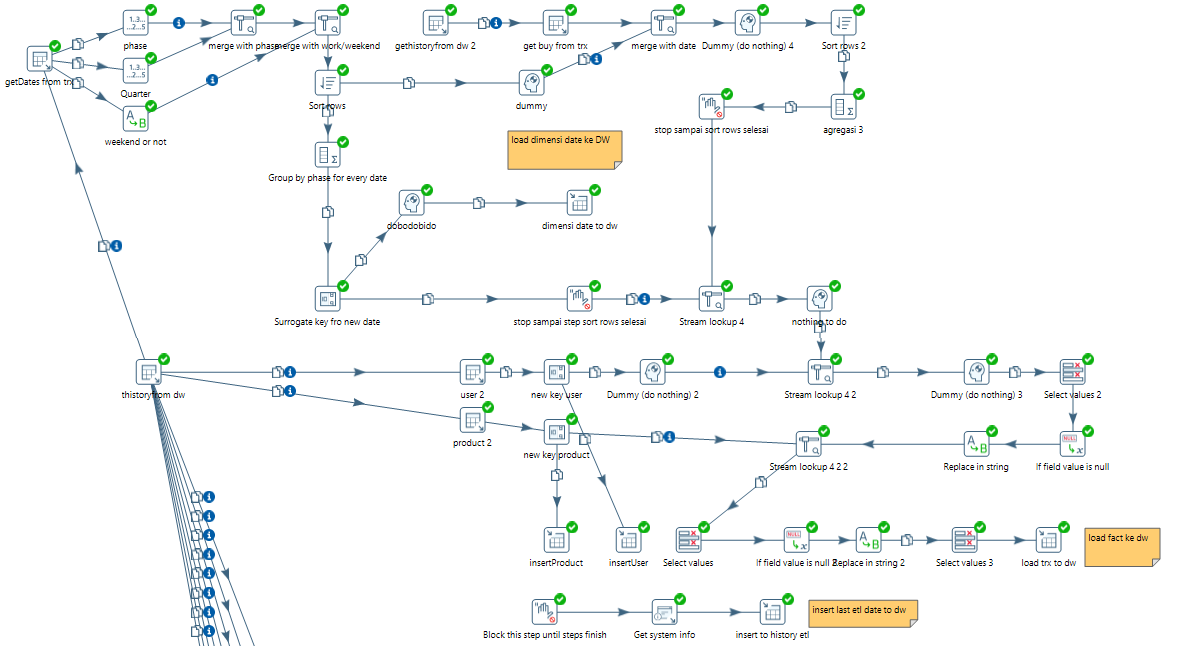 phase
merge with phase
merge with work/weekend
gethistoryfrom dw 2
get buy from trx
merge with date
Dummy (do nothing) 4
Sort rows 2
getDates from trx
Quarter
Sort rows
dummy
stop sampai sort rows selesai
agregasi 3
weekend or not
load dimensi date ke DW
Group by phase for every date
dobodobido
dimensi date to dw
Surrogate key fro new date
stop sampai step sort rows selesai
Stream lookup 4
nothing to do
thistoryfrom dw
user 2
new key user
Dummy (do nothing) 2
Stream lookup 4 2
Dummy (do nothing) 3
Select values 2
product 2
new key product
Stream lookup 4 2 2
Replace in string
If field value is null
insertProduct
insertUser
Select values
If field value is null 2
Replace in string 2
Select values 3
load trx to dw
load fact ke dw
Block this step until steps finish
Get system info
insert to history etl
insert last etl date to dw